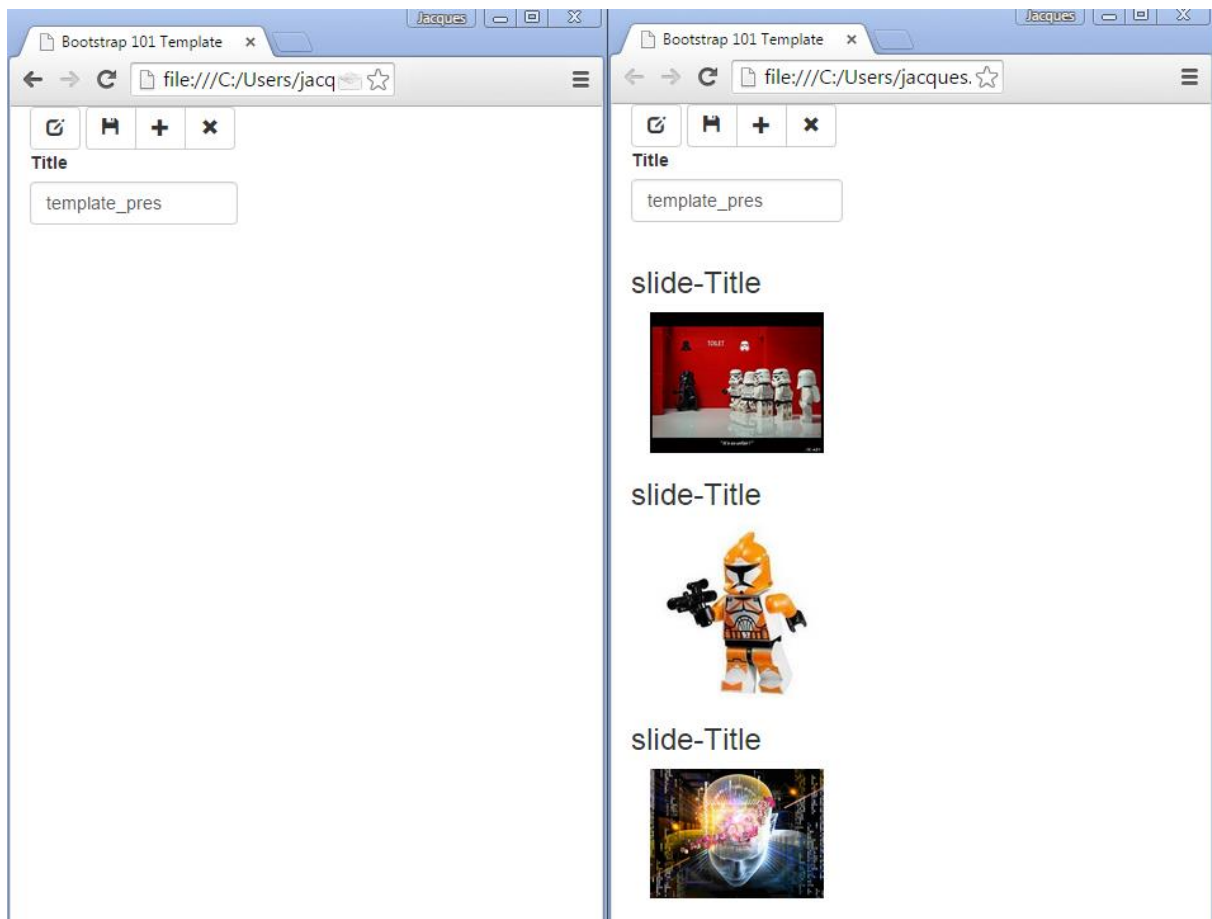 Jacques
Bootstrap 101 Template
file:///C:/Users/jacq
Title
template_pres
Jacques
Bootstrap 101 Template
file:///C:/Users/jacques.
Title
template_pres
slide-Title
TOILET
slide-Title
slide-Title